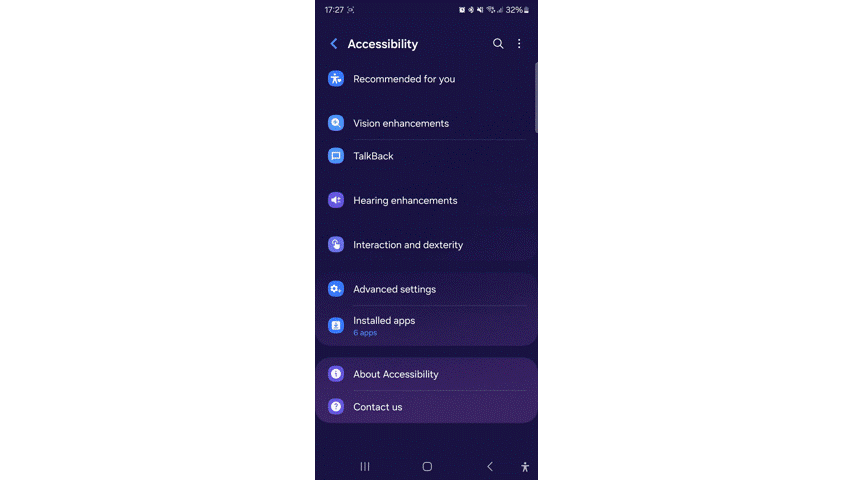 17:27
32%
Accessibility
Recommended for you
Vision enhancements
TalkBack
Hearing enhancements
Interaction and dexterity
Advanced settings
Installed apps
6 apps
About Accessibility
Contact us